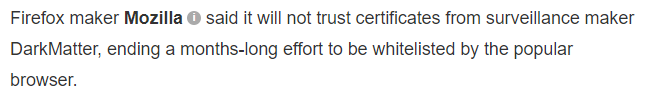 Firefox maker Mozilla i said it will not trust certificates from surveillance maker
DarkMatter, ending a months-long effort to be whitelisted by the popular
browser.